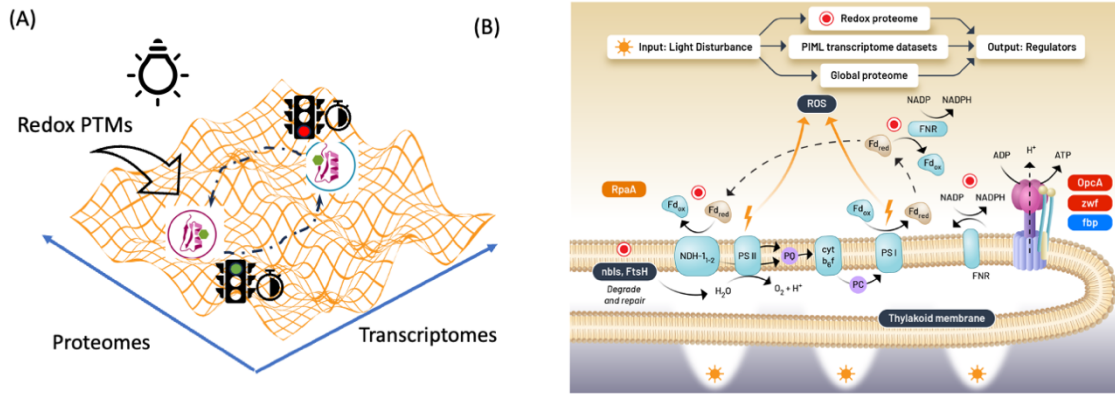 (A)
Redox PTMs
Proteomes
Transcriptomes
(B)
Input: Light Disturbance
Redox proteome
PIML transcriptome datasets
Global proteome
Output: Regulators
ROS
NADP
NADPH
FNR
Fdred
Fdox
ADP
H+
ATP
RpaA
Fdox
Fdred
Fdox
Fdred
NADP
NADPH
OpcA
zwf
fbp
nbls, FtsH
Degrade
and repair
NDH-11-2
PS II
PQ
cyt
b6f
PS I
PC
FNR
H2O
O2 + H+
Thylakoid membrane